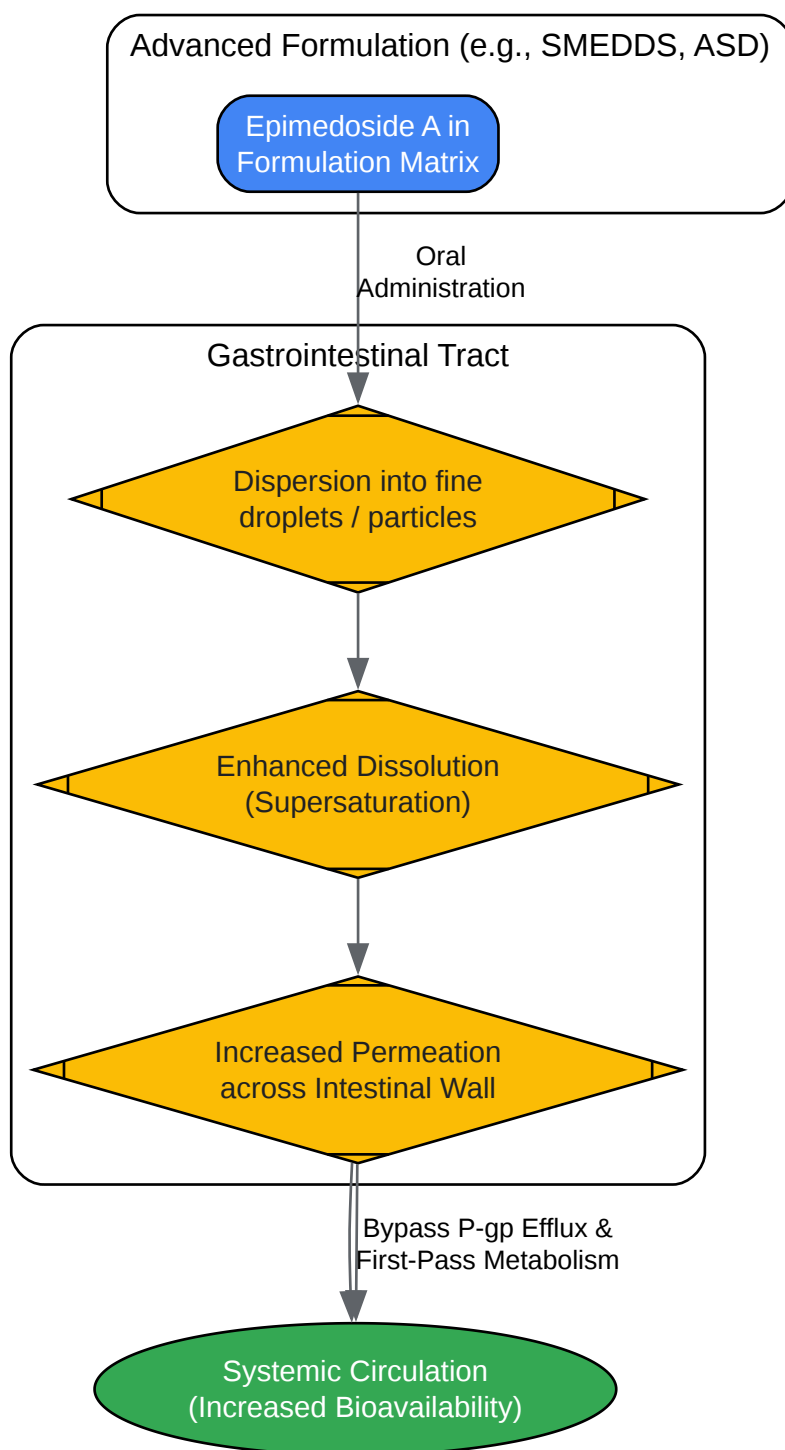 Advanced Formulation (e.g., SMEDDS, ASD)
Epimedoside A in
Formulation Matrix
Oral
Administration
Gastrointestinal Tract
Dispersion into fine
droplets / particles
Enhanced Dissolution
(Supersaturation)
Increased Permeation
across Intestinal Wall
Bypass P-gp Efflux &
First-Pass Metabolism
Systemic Circulation
(Increased Bioavailability)